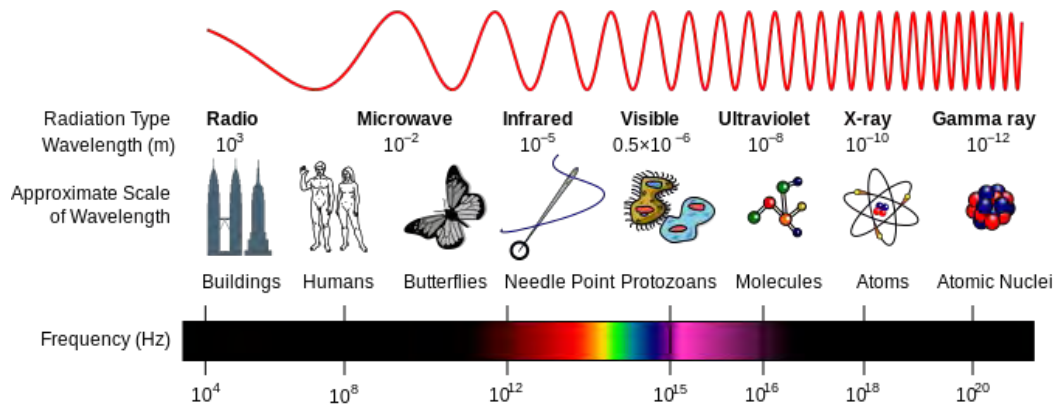 Radiation Type Radio Microwave Infrared Visible Ultraviolet X-ray Gamma ray
Wavelength (m) 10³ 10⁻² 10⁻⁵ 0.5×10⁻⁶ 10⁻⁸ 10⁻¹⁰ 10⁻¹²
Approximate Scale
of Wavelength
Buildings Humans Butterflies Needle Point Protozoans Molecules Atoms Atomic Nuclei
Frequency (Hz)
10⁴ 10⁸ 10¹² 10¹⁵ 10¹⁶ 10¹⁸ 10²⁰